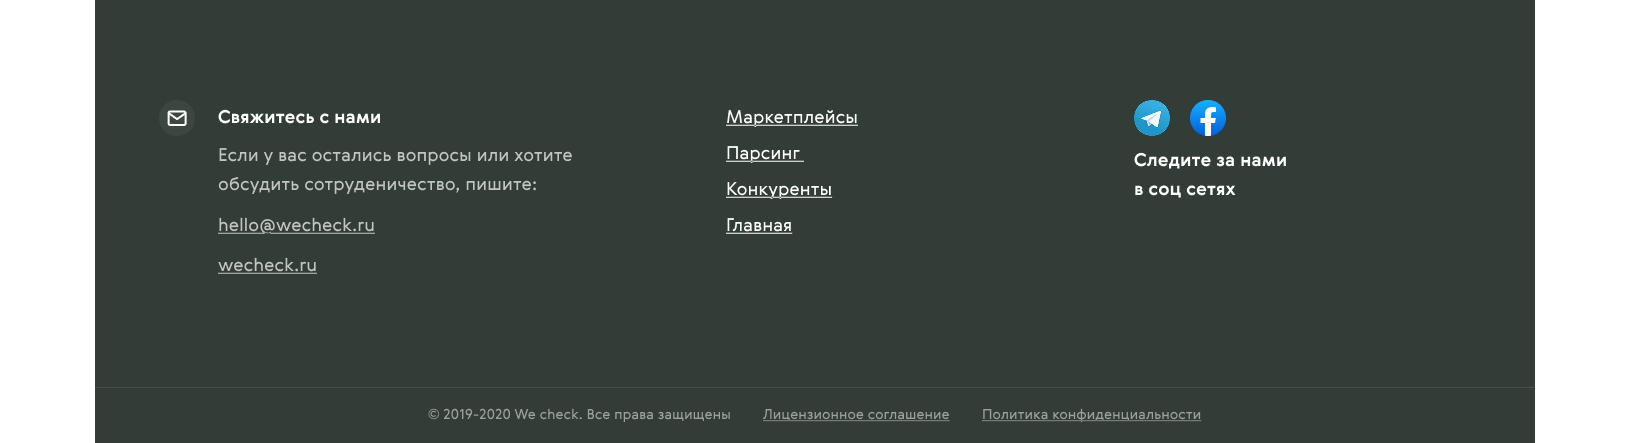 Свяжитесь с нами
Если у вас остались вопросы или хотите
обсудить сотруденичество, пишите:
hello@wecheck.ru
wecheck.ru
Маркетплейсы
Парсинг
Конкуренты
Главная
Следите за нами
в соц сетях
© 2019-2020 We check. Все права защищены
Лицензионное соглашение
Политика конфиденциальности